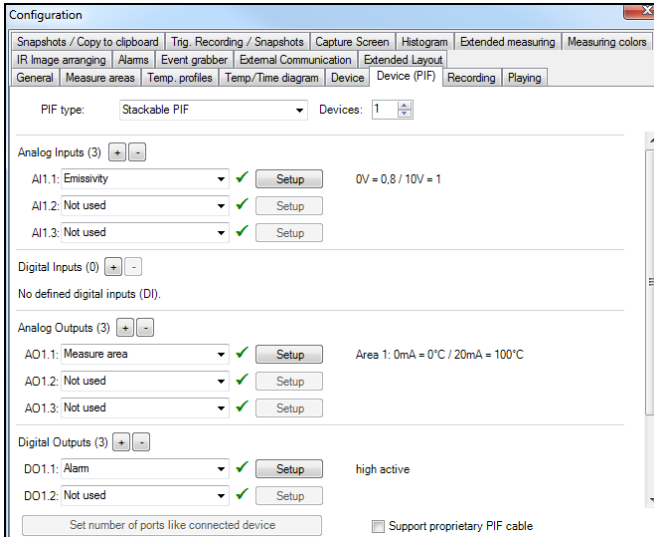 Configuration
Snapshots / Copy to clipboard Trig. Recording / Snapshots Capture Screen Histogram Extended measuring Measuring colors
IR Image arranging Alarms Event grabber External Communication Extended Layout
General Measure areas Temp. profiles Temp/Time diagram Device Device (PIF) Recording Playing
PIF type: Stackable PIF Devices: 1
Analog Inputs (3) + -
AI1.1: Emissivity Setup 0V = 0,8 / 10V = 1
AI1.2: Not used Setup
AI1.3: Not used Setup
Digital Inputs (0) + -
No defined digital inputs (DI).
Analog Outputs (3) + -
AO1.1: Measure area Setup Area 1: 0mA = 0°C / 20mA = 100°C
AO1.2: Not used Setup
AO1.3: Not used Setup
Digital Outputs (3) + -
DO1.1: Alarm Setup high active
DO1.2: Not used Setup
Set number of ports like connected device Support proprietary PIF cable